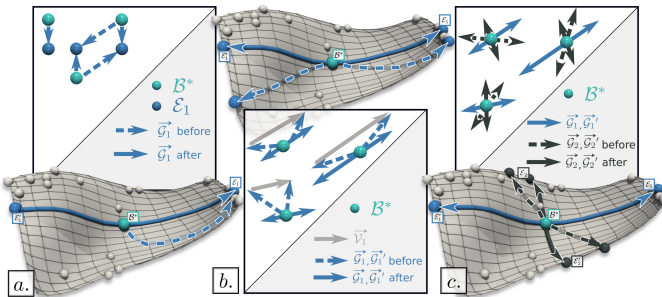 B*
E₁
G₁ before
G₁ after
E₁'
B*
E₁
a.
E₁'
B*
E₁
B*
V₁
G₁, G₁' before
G₁, G₁' after
b.
B*
G₁, G₁'
G₂, G₂' before
G₂, G₂' after
E₂
E₁'
B*
E₁
E₂'
c.